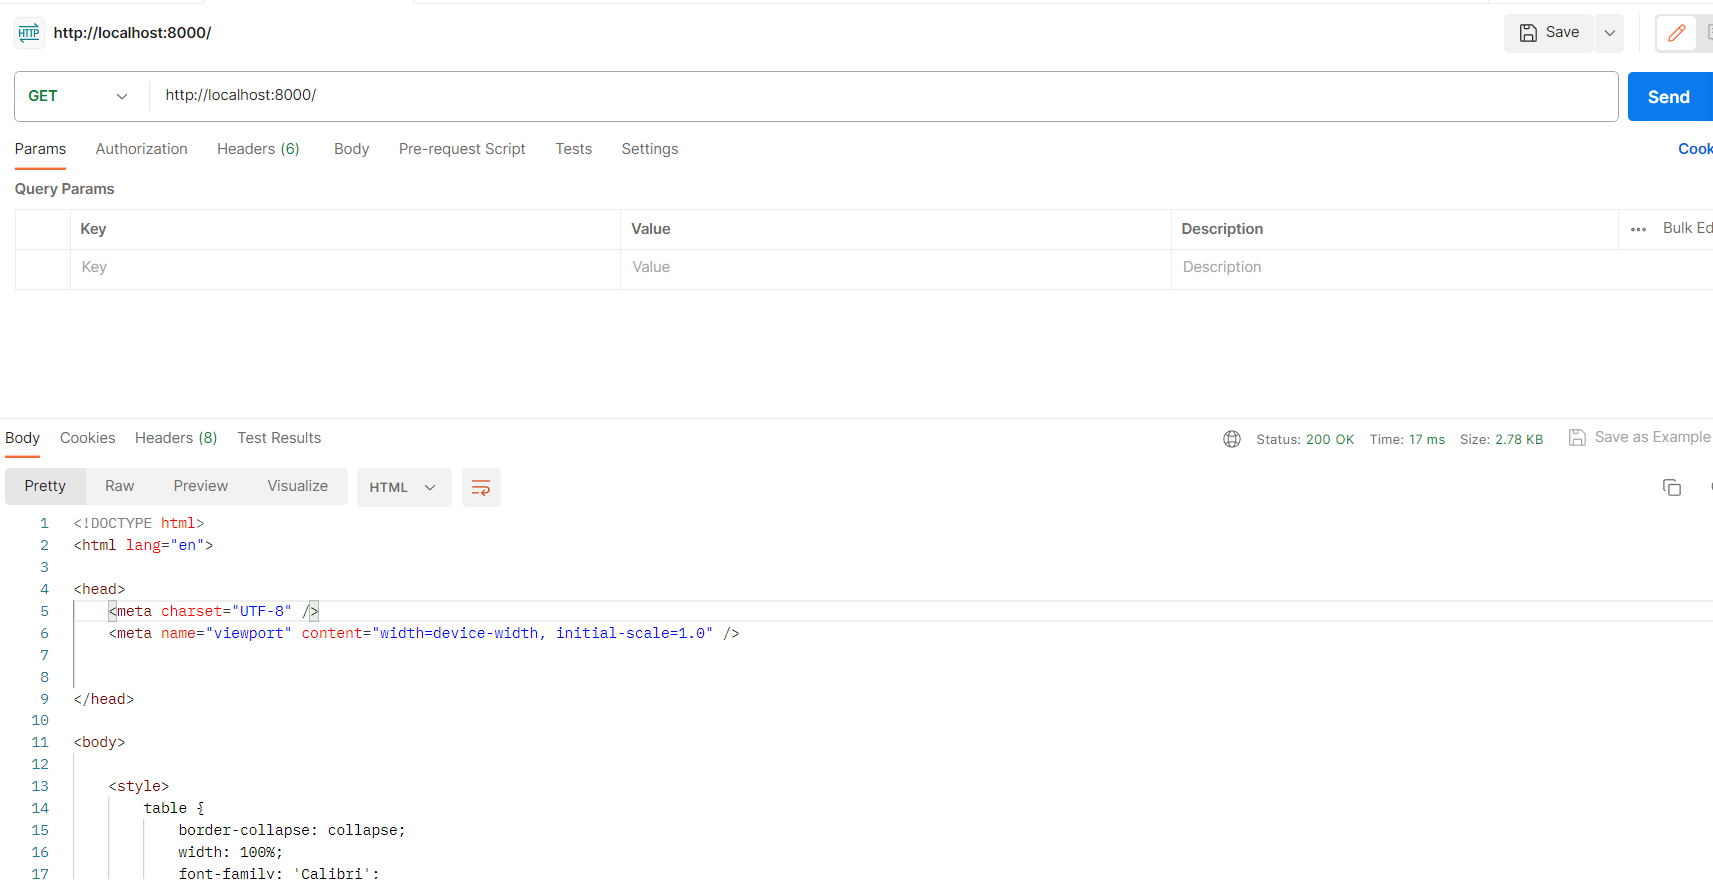 HTTP http://localhost:8000/ Save
GET http://localhost:8000/ Send
Params Authorization Headers (6) Body Pre-request Script Tests Settings Cook
Query Params
Key Value Description Bulk Ed
Key Value Description
Body Cookies Headers (8) Test Results Status: 200 OK Time: 17 ms Size: 2.78 KB Save as Example
Pretty Raw Preview Visualize HTML
1 <!DOCTYPE html>
2 <html lang="en">
3
4 <head>
5 <meta charset="UTF-8" />
6 <meta name="viewport" content="width=device-width, initial-scale=1.0" />
7
8
9 </head>
10
11 <body>
12
13 <style>
14 table {
15 border-collapse: collapse;
16 width: 100%;
17 font-family: 'Calibri';